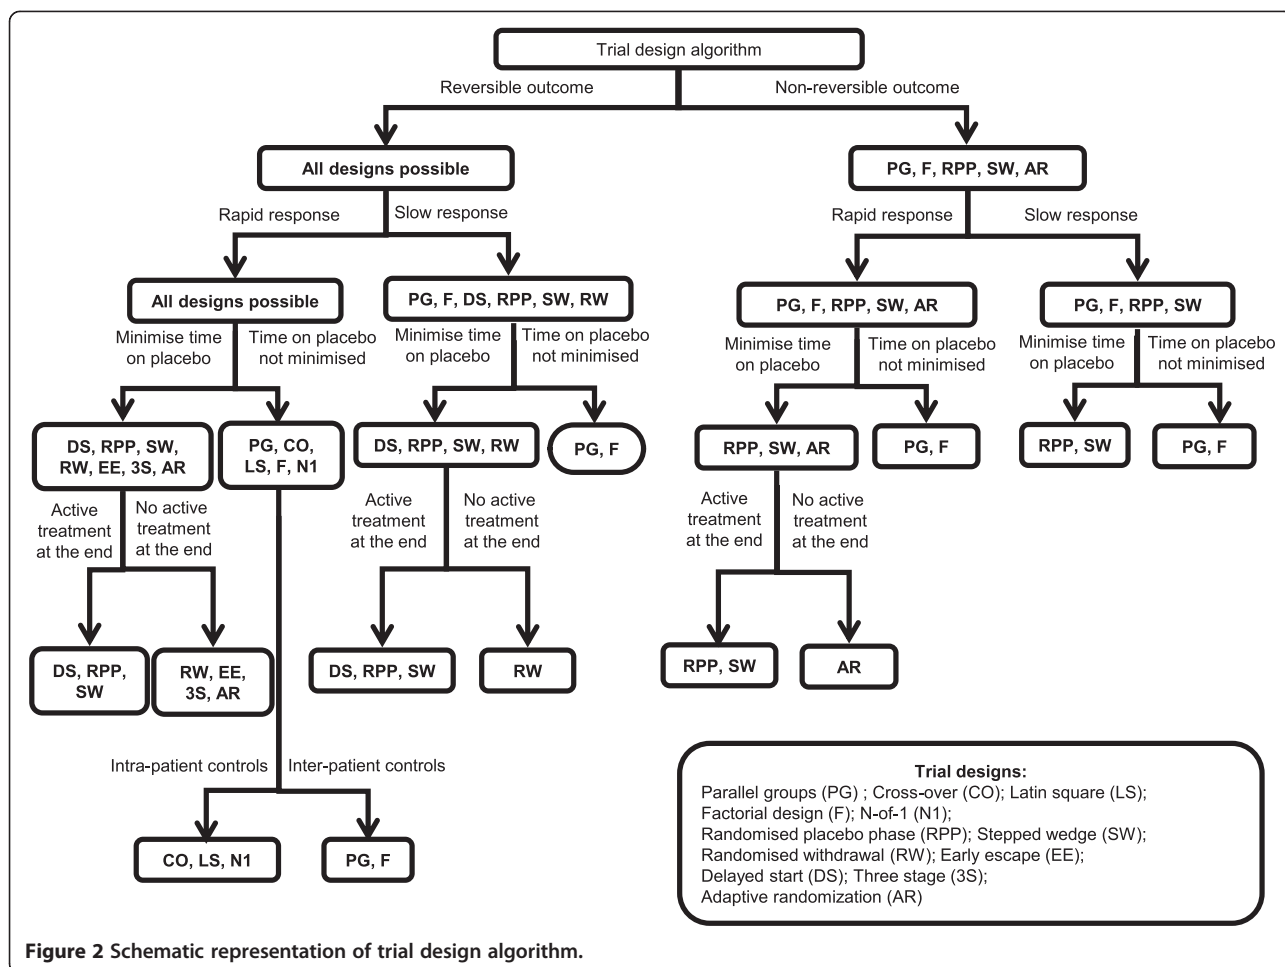 Trial design algorithm
Reversible outcome
Non-reversible outcome
All designs possible
PG, F, RPP, SW, AR
Rapid response
Slow response
Rapid response
Slow response
All designs possible
PG, F, DS, RPP, SW, RW
PG, F, RPP, SW, AR
PG, F, RPP, SW
Minimise time
on placebo
Time on placebo
not minimised
Minimise time
on placebo
Time on placebo
not minimised
Minimise time
on placebo
Time on placebo
not minimised
Minimise time
on placebo
Time on placebo
not minimised
DS, RPP, SW,
RW, EE, 3S, AR
PG, CO,
LS, F, N1
DS, RPP, SW, RW
PG, F
RPP, SW, AR
PG, F
RPP, SW
PG, F
Active
treatment
at the end
No active
treatment
at the end
Active
treatment
at the end
No active
treatment
at the end
Active
treatment
at the end
No active
treatment
at the end
DS, RPP,
SW
RW, EE,
3S, AR
DS, RPP, SW
RW
RPP, SW
AR
Intra-patient controls
Inter-patient controls
CO, LS, N1
PG, F
Trial designs:
Parallel groups (PG) ; Cross-over (CO); Latin square (LS);
Factorial design (F); N-of-1 (N1);
Randomised placebo phase (RPP); Stepped wedge (SW);
Randomised withdrawal (RW); Early escape (EE);
Delayed start (DS); Three stage (3S);
Adaptive randomization (AR)
Figure 2 Schematic representation of trial design algorithm.